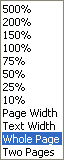 500%
200%
150%
100%
75%
50%
25%
10%
Page Width
Text Width
Whole Page
Two Pages